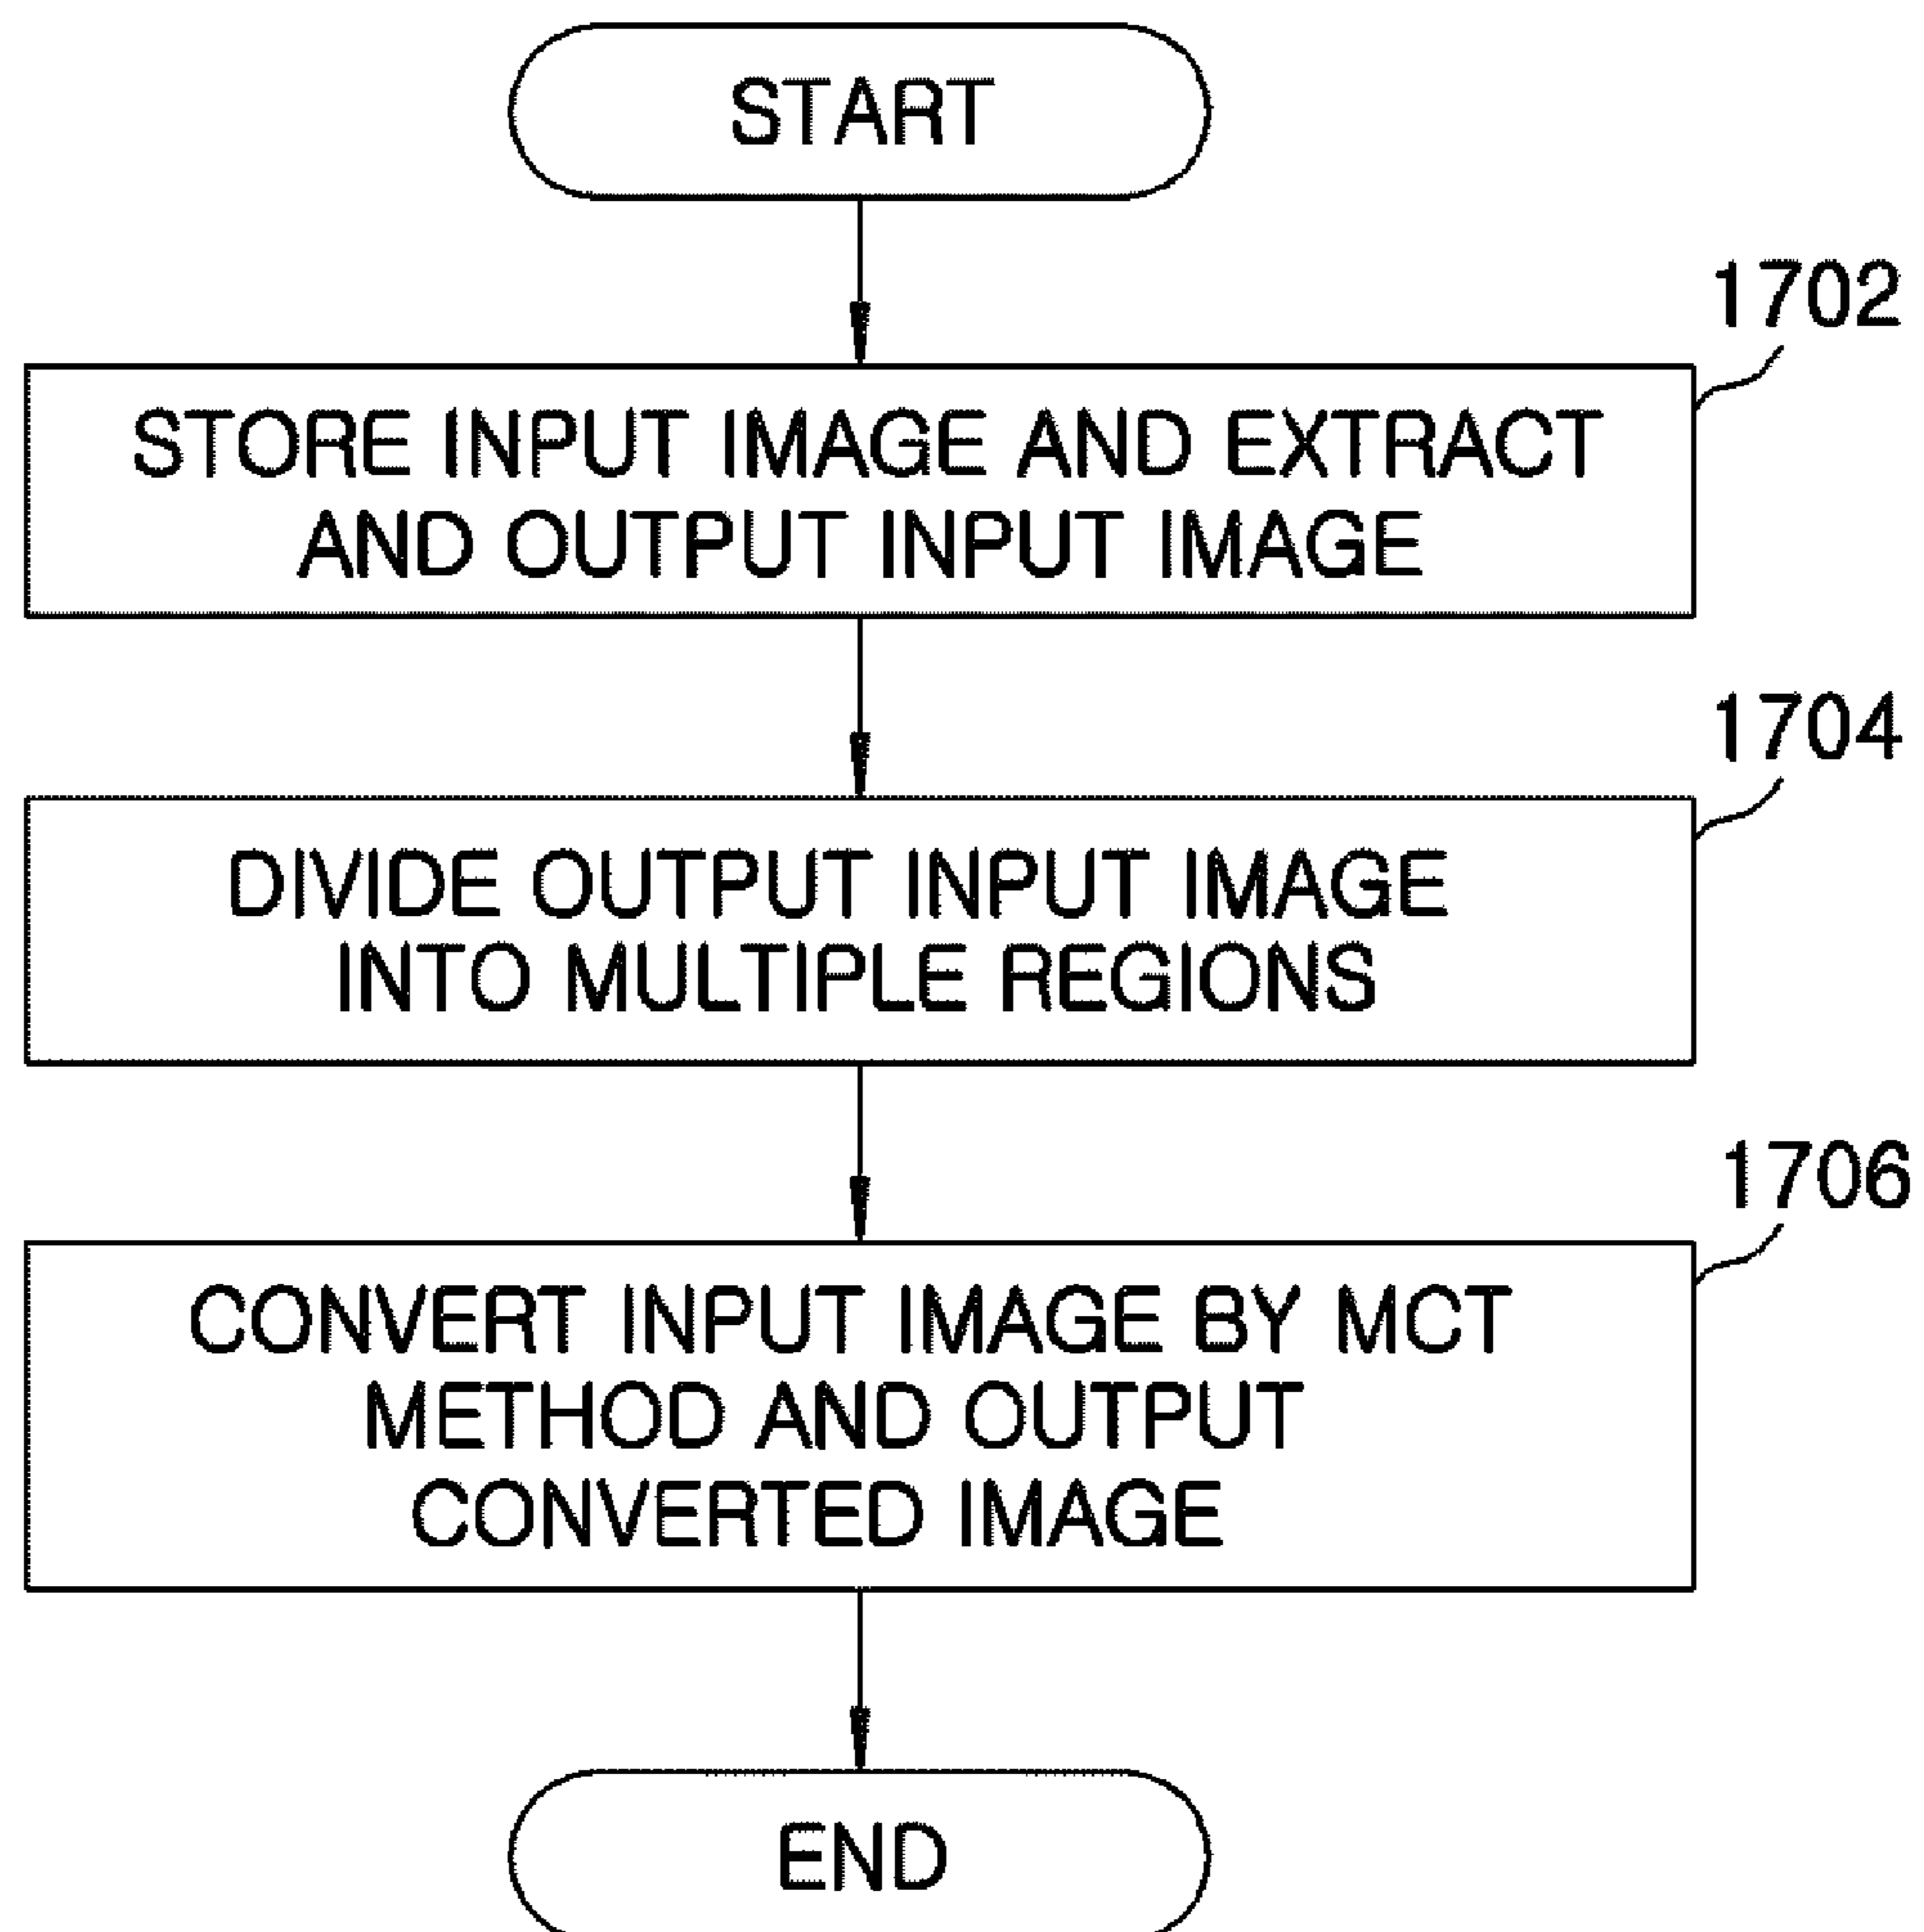 START
1702
STORE INPUT IMAGE AND EXTRACT
AND OUTPUT INPUT IMAGE
1704
DIVIDE OUTPUT INPUT IMAGE
INTO MULTIPLE REGIONS
1706
CONVERT INPUT IMAGE BY MCT
METHOD AND OUTPUT
CONVERTED IMAGE
END